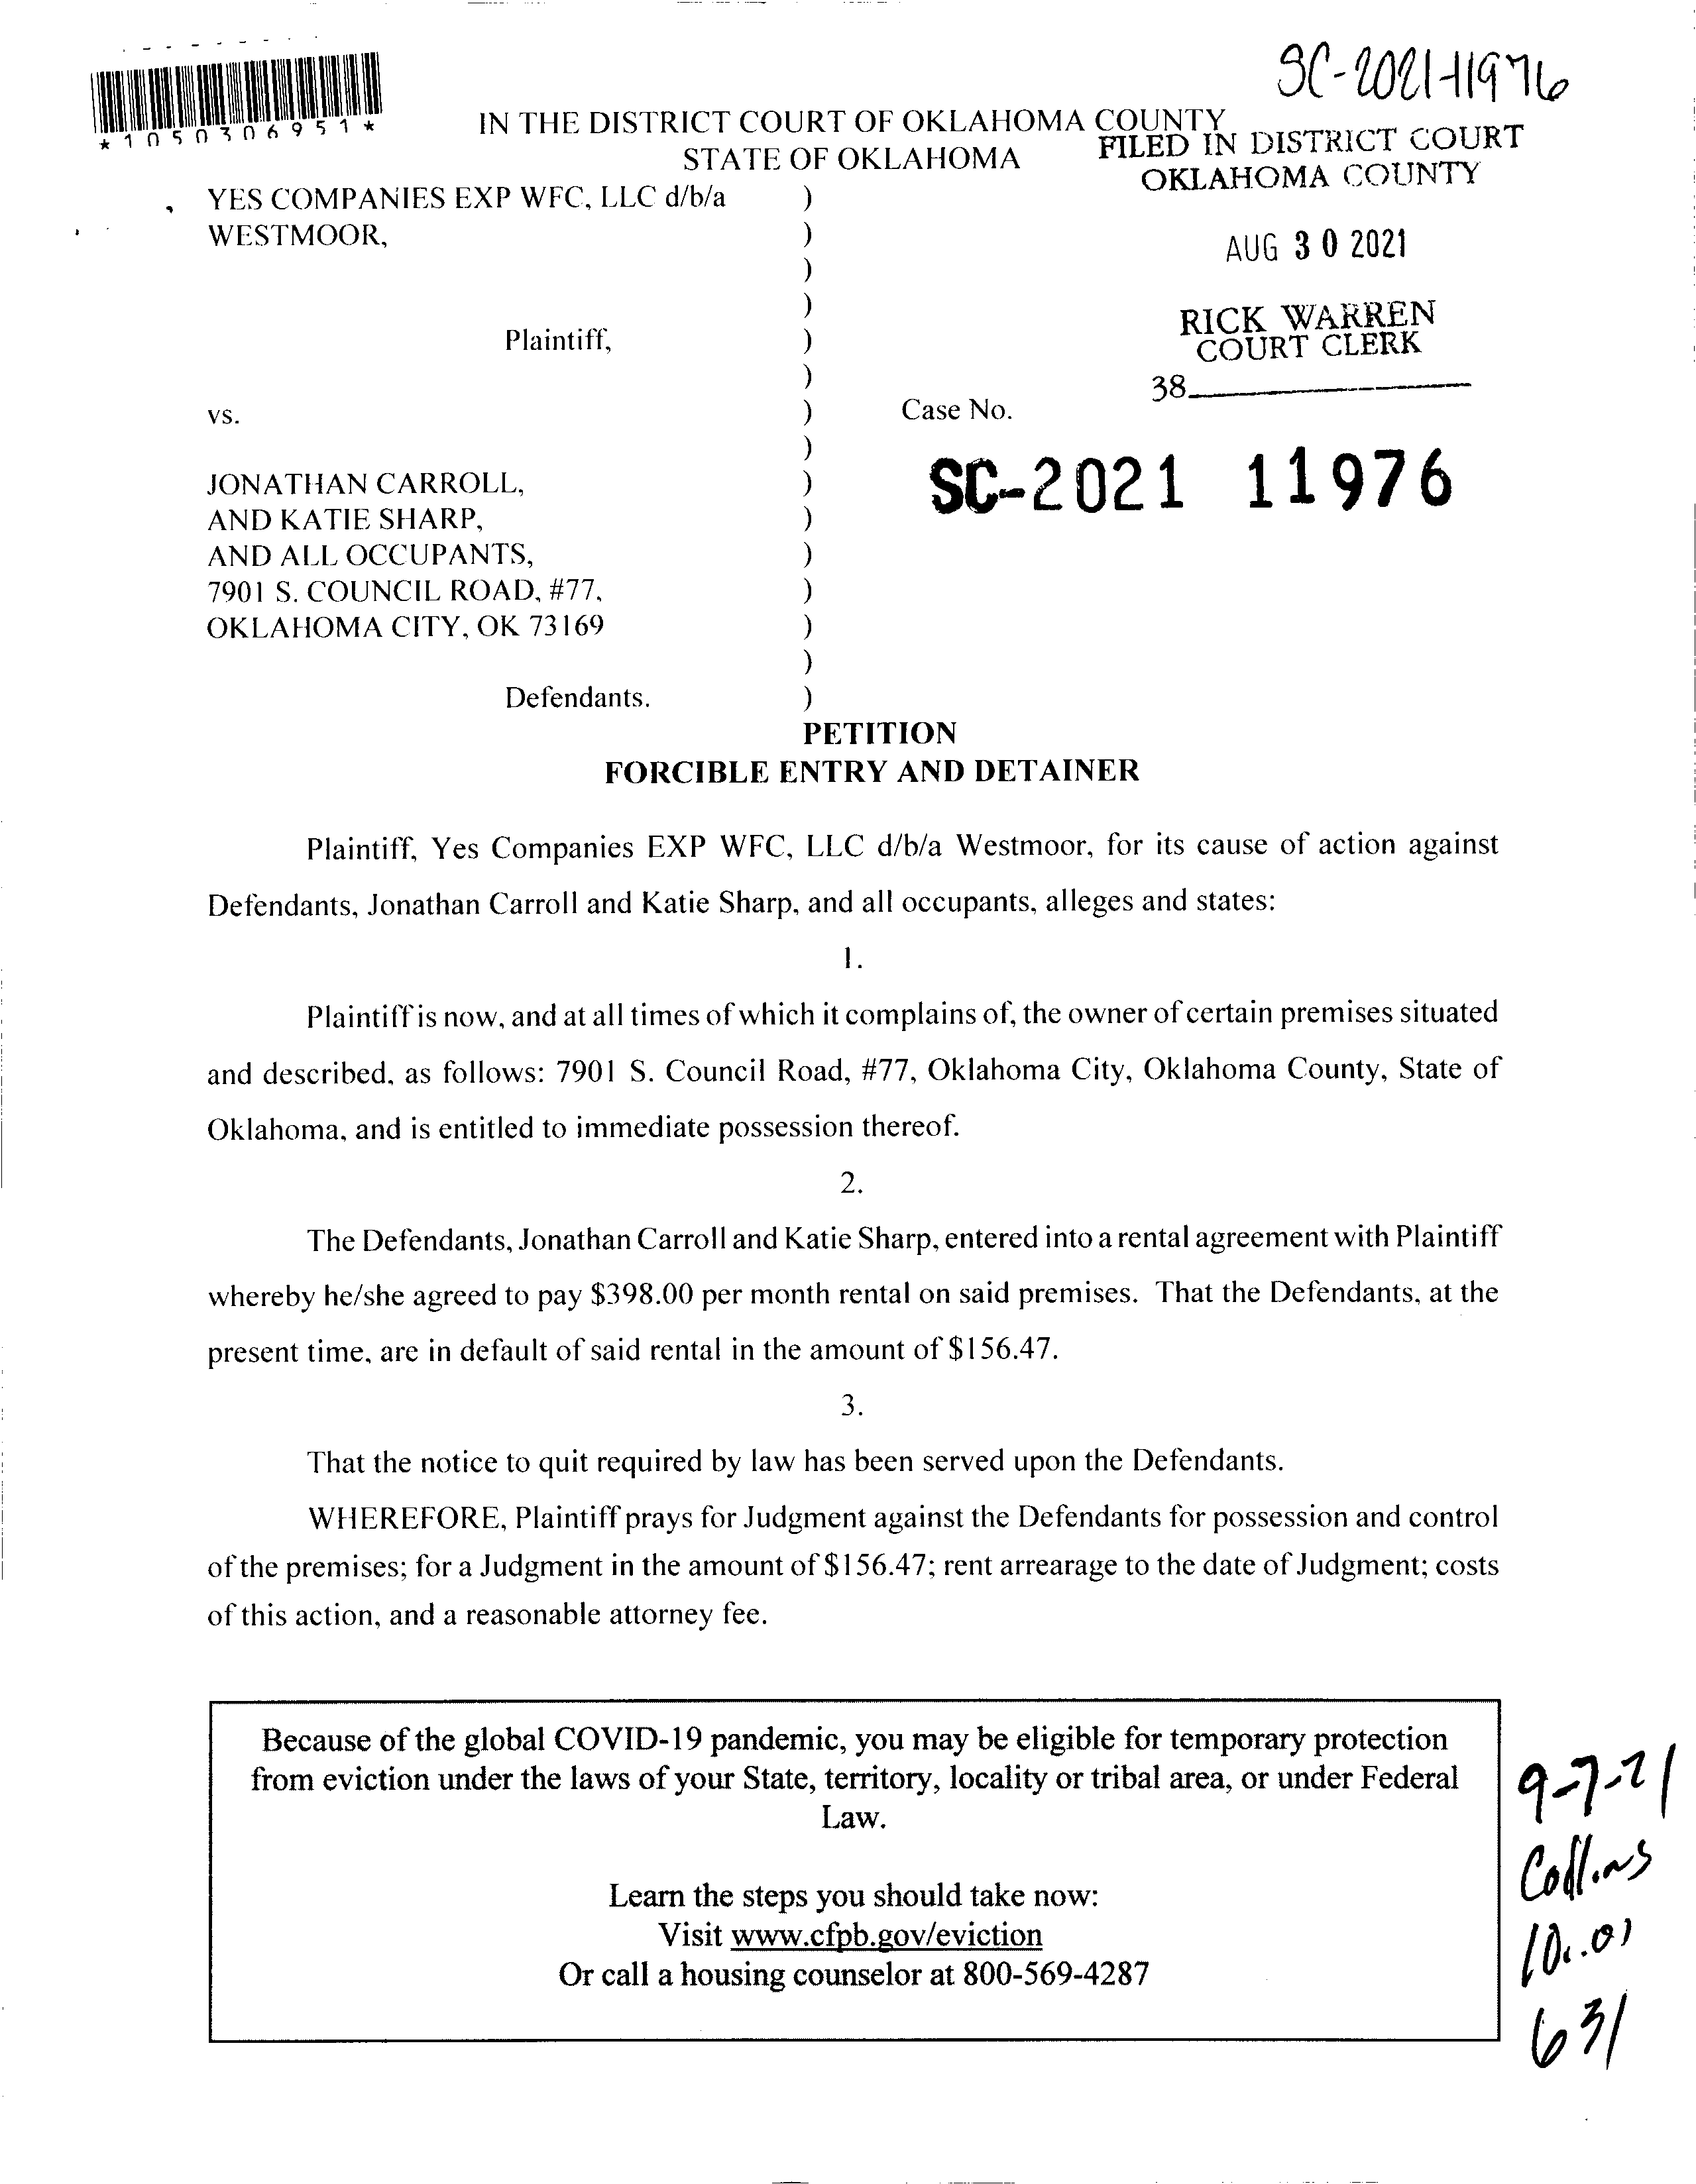 SC-2021-11976
*1050306951*
IN THE DISTRICT COURT OF OKLAHOMA COUNTY
STATE OF OKLAHOMA
FILED IN DISTRICT COURT
OKLAHOMA COUNTY
AUG 30 2021
RICK WARREN
COURT CLERK
38
YES COMPANIES EXP WFC, LLC d/b/a )
WESTMOOR, )
)
)
Plaintiff, )
)
vs. ) Case No.
)
SC-2021 11976
JONATHAN CARROLL, )
AND KATIE SHARP, )
AND ALL OCCUPANTS, )
7901 S. COUNCIL ROAD, #77, )
OKLAHOMA CITY, OK 73169 )
)
Defendants. )
PETITION
FORCIBLE ENTRY AND DETAINER
Plaintiff, Yes Companies EXP WFC, LLC d/b/a Westmoor, for its cause of action against
Defendants, Jonathan Carroll and Katie Sharp, and all occupants, alleges and states:
1.
Plaintiff is now, and at all times of which it complains of, the owner of certain premises situated
and described, as follows: 7901 S. Council Road, #77, Oklahoma City, Oklahoma County, State of
Oklahoma, and is entitled to immediate possession thereof.
2.
The Defendants, Jonathan Carroll and Katie Sharp, entered into a rental agreement with Plaintiff
whereby he/she agreed to pay $398.00 per month rental on said premises. That the Defendants, at the
present time, are in default of said rental in the amount of $156.47.
3.
That the notice to quit required by law has been served upon the Defendants.
WHEREFORE, Plaintiff prays for Judgment against the Defendants for possession and control
of the premises; for a Judgment in the amount of $156.47; rent arrearage to the date of Judgment; costs
of this action, and a reasonable attorney fee.
Because of the global COVID-19 pandemic, you may be eligible for temporary protection
from eviction under the laws of your State, territory, locality or tribal area, or under Federal
Law.
Learn the steps you should take now:
Visit www.cfpb.gov/eviction
Or call a housing counselor at 800-569-4287
9-7-21
Collins
631